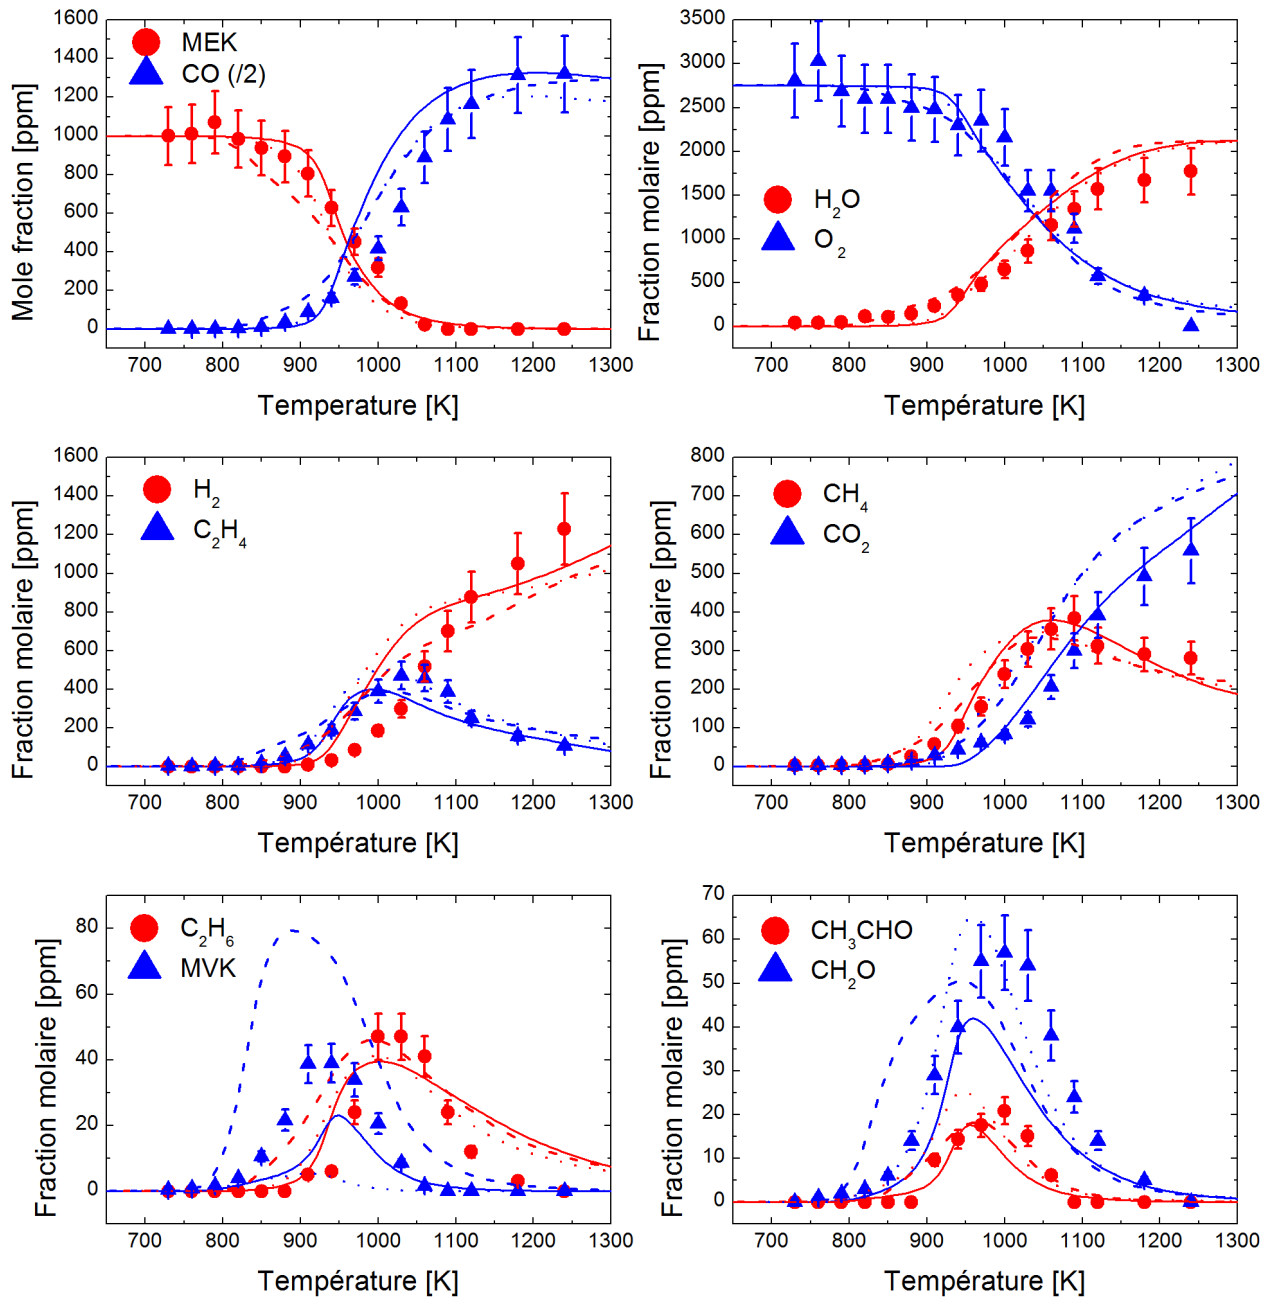 Mole fraction [ppm]
1600
1400
1200
1000
800
600
400
200
0
MEK
CO (/2)
700 800 900 1000 1100 1200 1300
Temperature [K]
Fraction molaire [ppm]
3500
3000
2500
2000
1500
1000
500
0
H₂O
O₂
700 800 900 1000 1100 1200 1300
Température [K]
Fraction molaire [ppm]
1600
1400
1200
1000
800
600
400
200
0
H₂
C₂H₄
700 800 900 1000 1100 1200 1300
Température [K]
Fraction molaire [ppm]
800
700
600
500
400
300
200
100
0
CH₄
CO₂
700 800 900 1000 1100 1200 1300
Température [K]
Fraction molaire [ppm]
80
60
40
20
0
C₂H₆
MVK
700 800 900 1000 1100 1200 1300
Température [K]
Fraction molaire [ppm]
70
60
50
40
30
20
10
0
CH₃CHO
CH₂O
700 800 900 1000 1100 1200 1300
Température [K]